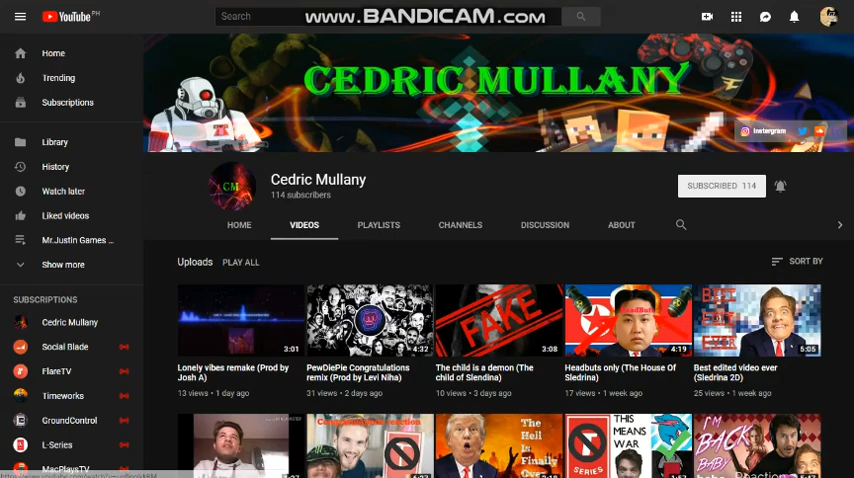 YouTube PH
Search
WWW.BANDICAM.COM
Home
Trending
Subscriptions
Library
History
Watch later
Liked videos
Mr.Justin Games ...
Show more
SUBSCRIPTIONS
Cedric Mullany
Social Blade
FlareTV
Timeworks
GroundControl
L-Series
MacPlaysTV
CEDRIC MULLANY
Instergram
CM
Cedric Mullany
114 subscribers
SUBSCRIBED 114
HOME VIDEOS PLAYLISTS CHANNELS DISCUSSION ABOUT
Uploads PLAY ALL
SORT BY
3:01
4:32
FAKE
3:08
HeadButs
4:19
BEST
EDIT
EVER
5:05
Lonely vibes remake (Prod by
Josh A)
13 views • 1 day ago
PewDiePie Congratulations
remix (Prod by Levi Niha)
31 views • 2 days ago
The child is a demon (The
child of Slendina)
10 views • 3 days ago
Headbuts only (The House Of
Sledrina)
17 views • 1 week ago
Best edited video ever
(Sledrina 2D)
25 views • 1 week ago
The
Hell is
Finally
SERIES
THIS
MEANS
WAR
I'M
BACK
BABY
Reaction